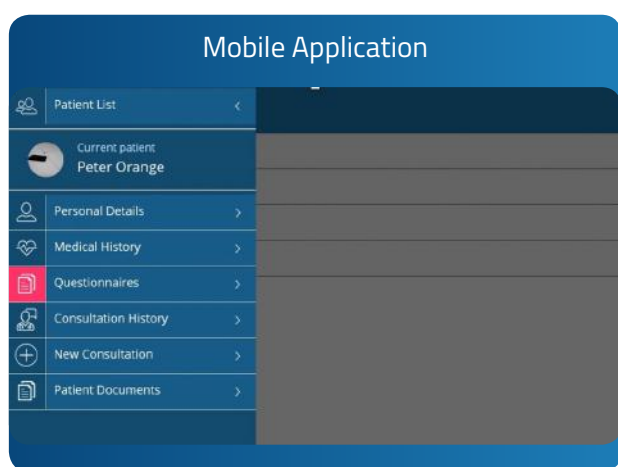 Mobile Application
Patient List
Current patient
Peter Orange
Personal Details
Medical History
Questionnaires
Consultation History
New Consultation
Patient Documents